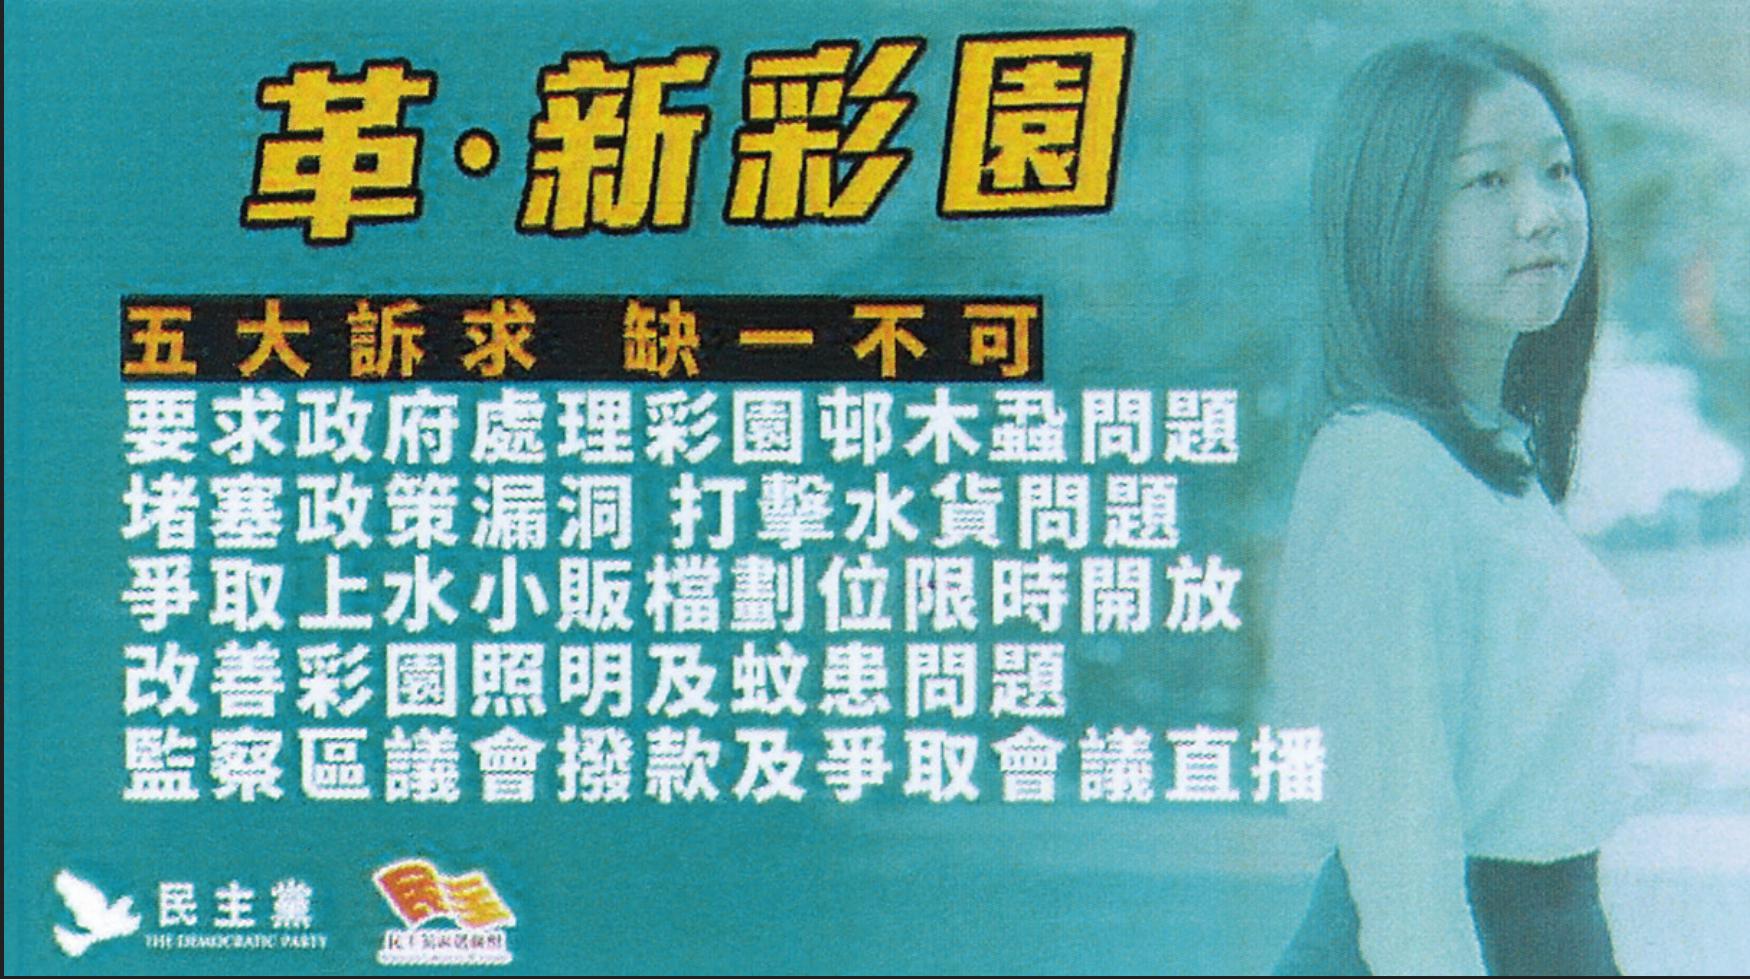 革·新彩園
五大訴求 缺一不可
要求政府處理彩園邨木蝨問題
堵塞政策漏洞 打擊水貨問題
爭取上水小販檔劃位限時開放
改善彩園照明及蚊患問題
監察區議會撥款及爭取會議直播
民主黨
THE DEMOCRATIC PARTY